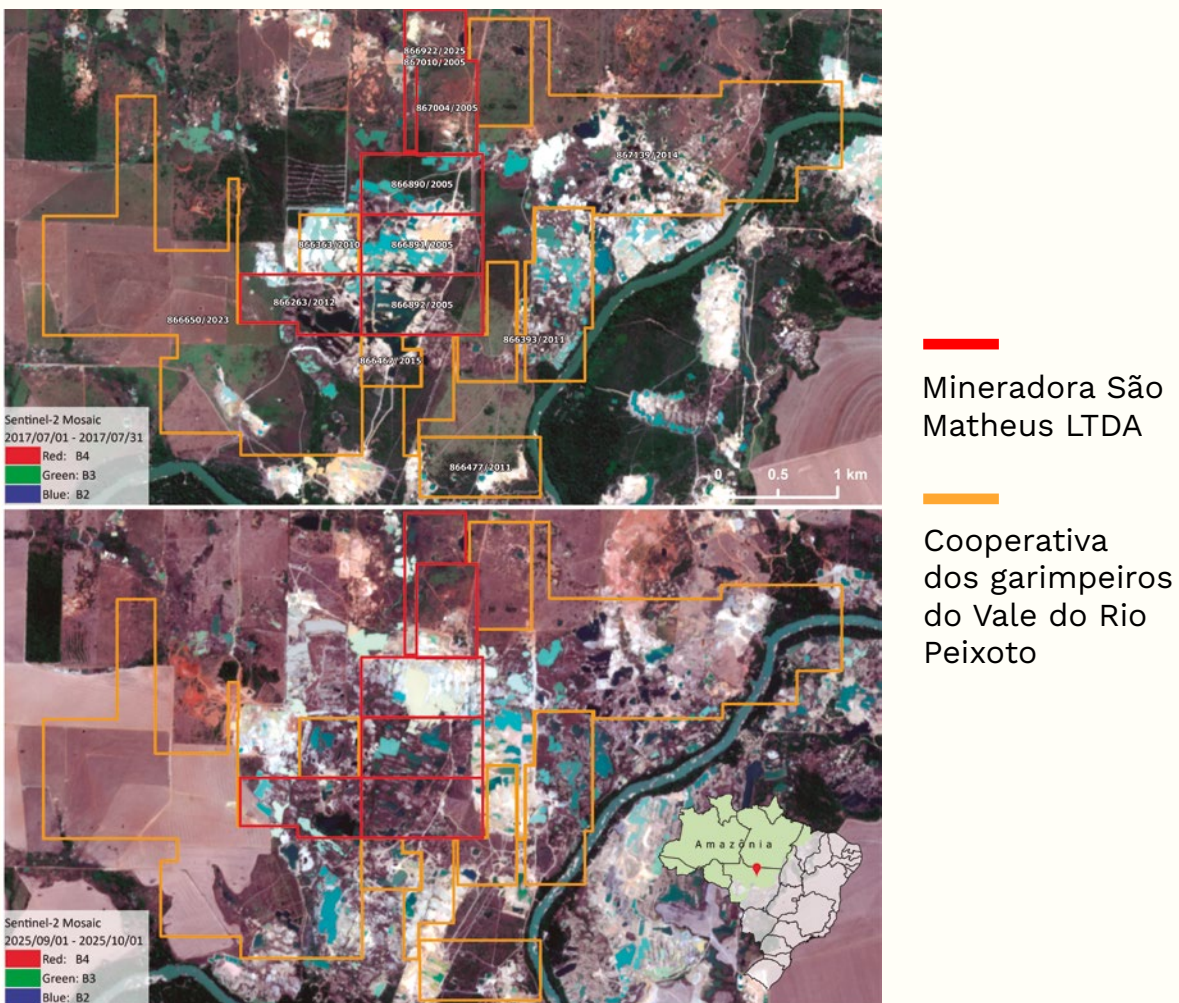 866922/2025
867010/2005
867004/2005
867139/2014
866890/2005
866363/2010
866891/2005
866263/2012
866892/2005
866650/2023
866393/2011
866467/2015
866477/2011
Sentinel-2 Mosaic
2017/07/01 - 2017/07/31
Red: B4
Green: B3
Blue: B2
0 0.5 1 km
Mineradora São
Matheus LTDA
Cooperativa
dos garimpeiros
do Vale do Rio
Peixoto
Amazônia
Sentinel-2 Mosaic
2025/09/01 - 2025/10/01
Red: B4
Green: B3
Blue: B2